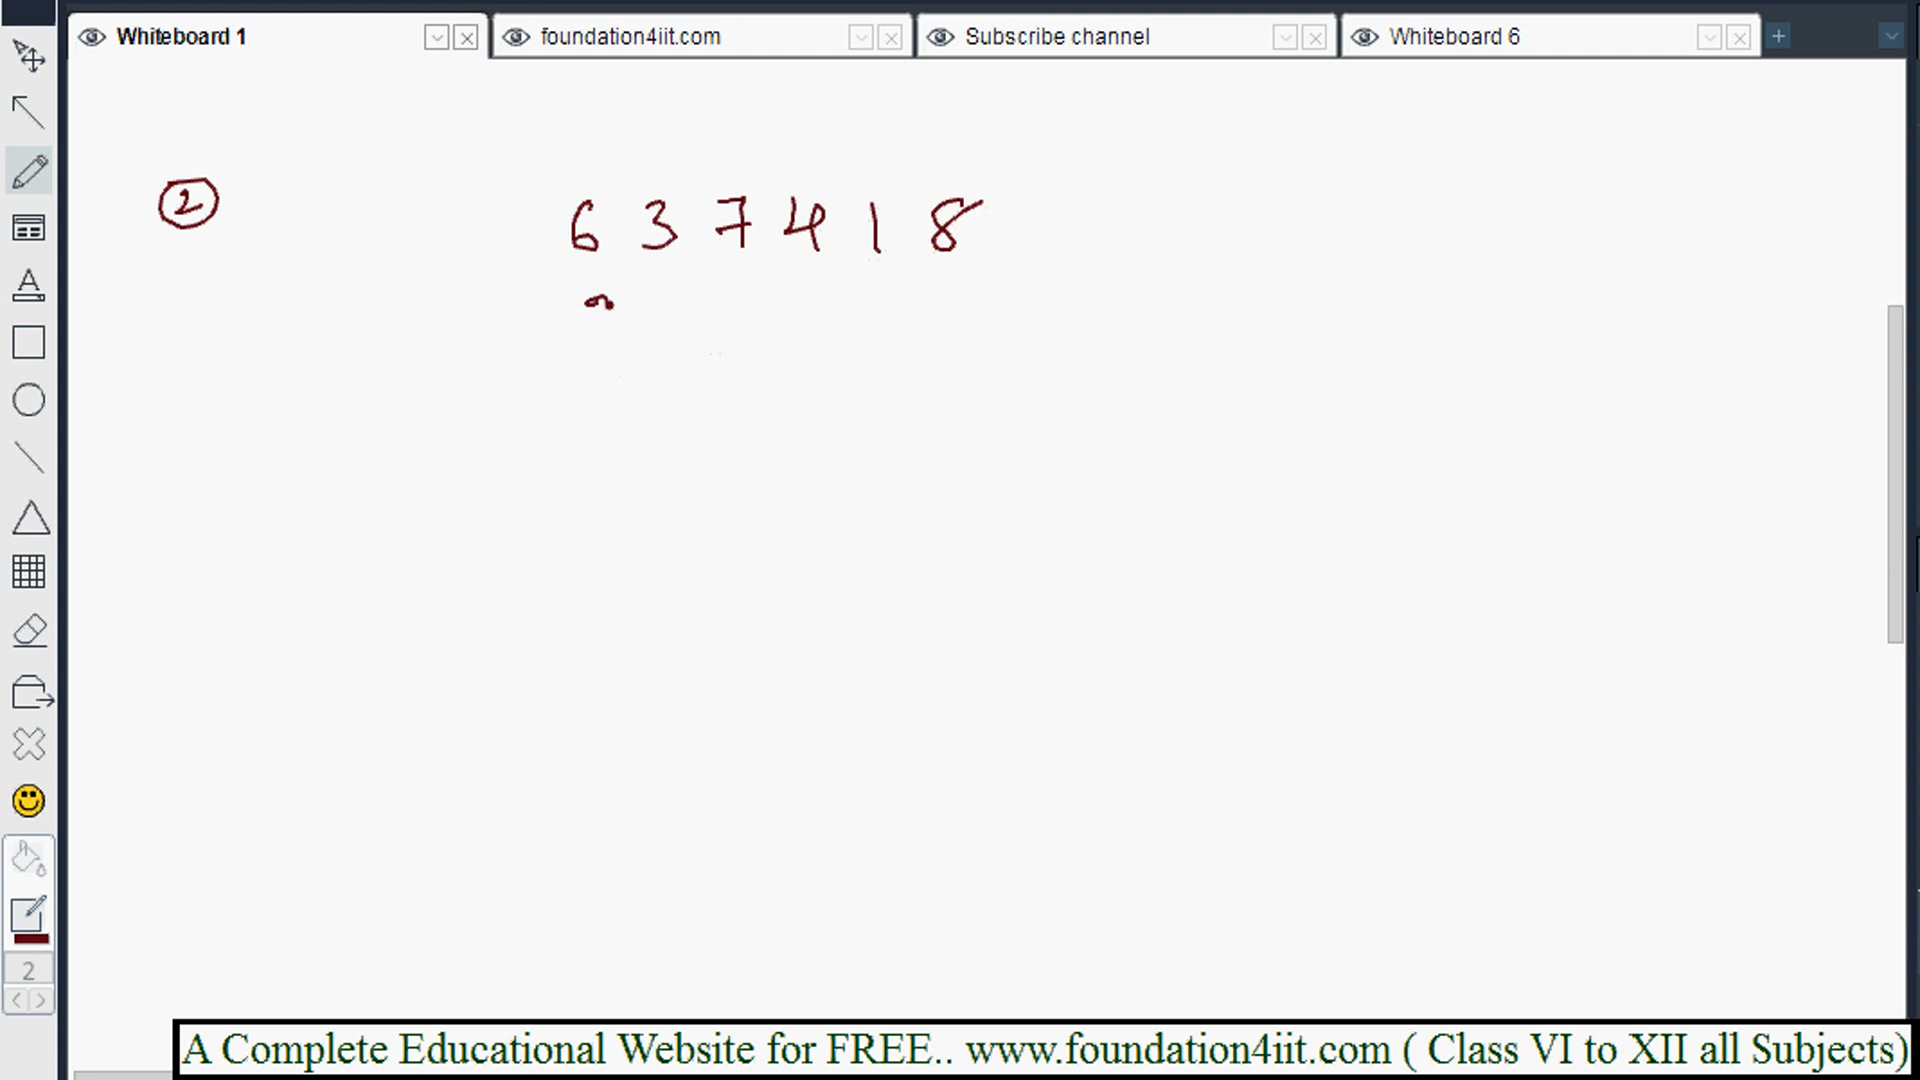 Whiteboard 1 foundation4iit.com Subscribe channel Whiteboard 6
2 6 3 7 4 1 8
A
2
A Complete Educational Website for FREE.. www.foundation4iit.com ( Class VI to XII all Subjects)